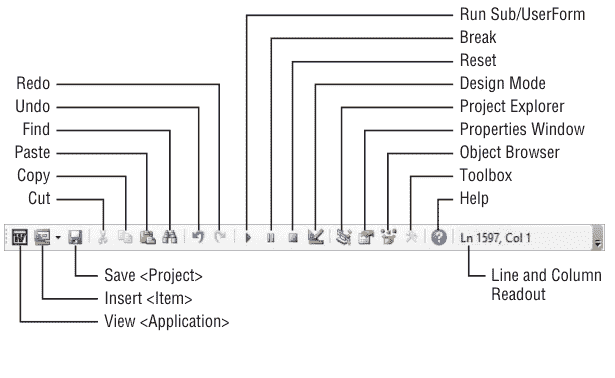 Run Sub/UserForm
Break
Reset
Design Mode
Project Explorer
Properties Window
Object Browser
Toolbox
Help
Redo
Undo
Find
Paste
Copy
Cut
W
Ln 1597, Col 1
Save <Project>
Insert <Item>
View <Application>
Line and Column
Readout